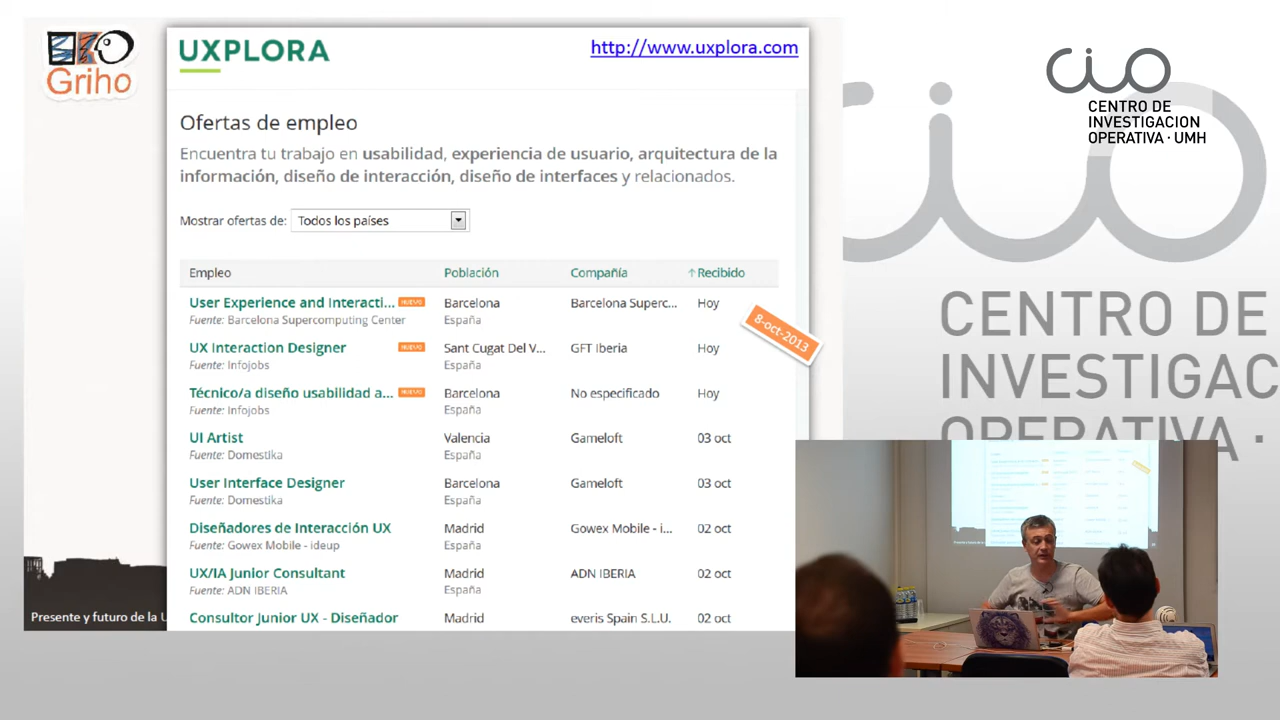 Griho
UXPLORA
http://www.uxplora.com
Ofertas de empleo
Encuentra tu trabajo en usabilidad, experiencia de usuario, arquitectura de la
información, diseño de interacción, diseño de interfaces y relacionados.
Mostrar ofertas de: Todos los países
Empleo Población Compañía ↑Recibido
User Experience and Interacti... NUEVO Barcelona Barcelona Superc... Hoy
Fuente: Barcelona Supercomputing Center España
8-oct-2013
UX Interaction Designer NUEVO Sant Cugat Del V... GFT Iberia Hoy
Fuente: Infojobs España
Técnico/a diseño usabilidad a... NUEVO Barcelona No especificado Hoy
Fuente: Infojobs España
UI Artist Valencia Gameloft 03 oct
Fuente: Domestika España
User Interface Designer Barcelona Gameloft 03 oct
Fuente: Domestika España
Diseñadores de Interacción UX Madrid Gowex Mobile - i... 02 oct
Fuente: Gowex Mobile - ideup España
UX/IA Junior Consultant Madrid ADN IBERIA 02 oct
Fuente: ADN IBERIA España
Consultor Junior UX - Diseñador Madrid everis Spain S.L.U. 02 oct
Presente y futuro de la U
cio
CENTRO DE
INVESTIGACION
OPERATIVA · UMH
cio
CENTRO DE
INVESTIGAC
OPERATIVA ·